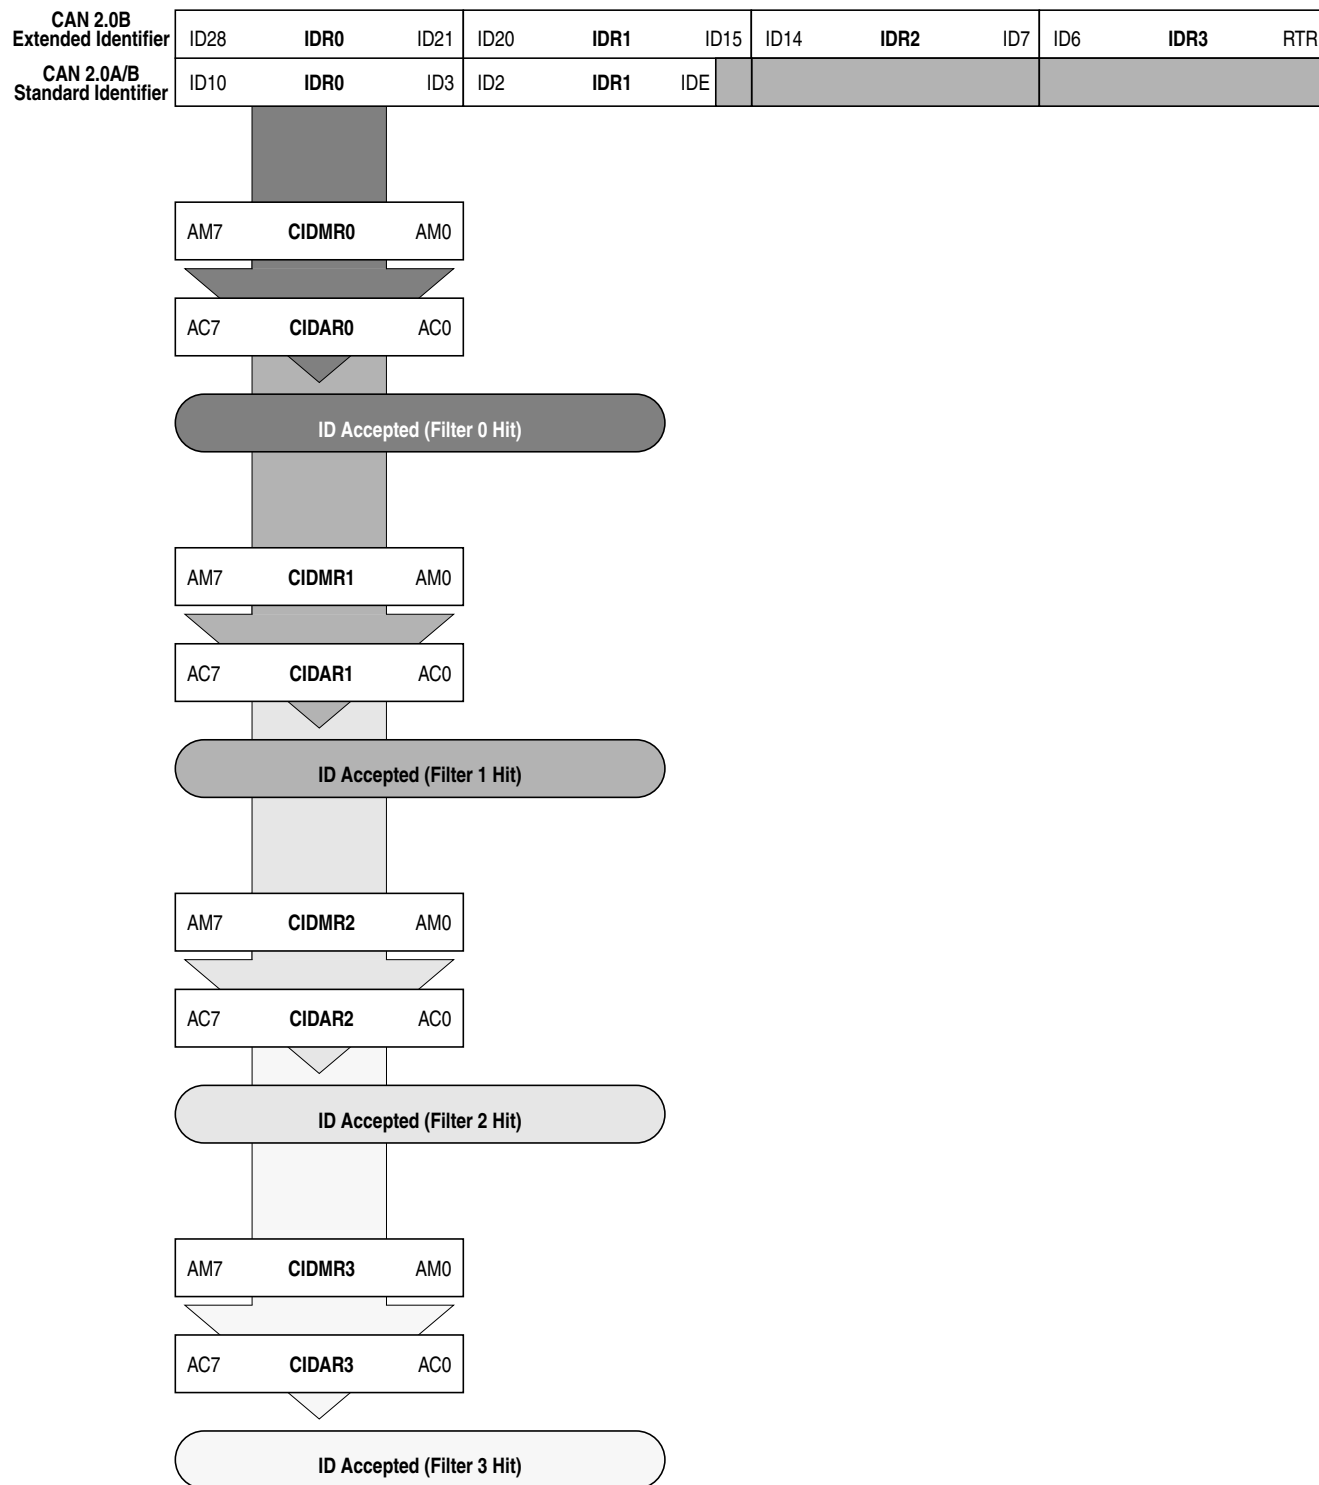 CAN 2.0B
Extended Identifier ID28 IDR0 ID21 ID20 IDR1 ID15 ID14 IDR2 ID7 ID6 IDR3 RTR
CAN 2.0A/B
Standard Identifier ID10 IDR0 ID3 ID2 IDR1 IDE
AM7 CIDMR0 AM0
AC7 CIDAR0 AC0
ID Accepted (Filter 0 Hit)
AM7 CIDMR1 AM0
AC7 CIDAR1 AC0
ID Accepted (Filter 1 Hit)
AM7 CIDMR2 AM0
AC7 CIDAR2 AC0
ID Accepted (Filter 2 Hit)
AM7 CIDMR3 AM0
AC7 CIDAR3 AC0
ID Accepted (Filter 3 Hit)